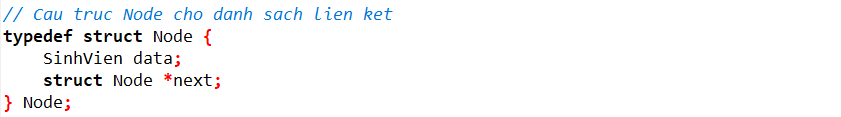 // Cau truc Node cho danh sach lien ket
typedef struct Node {
    SinhVien data;
    struct Node *next;
} Node;